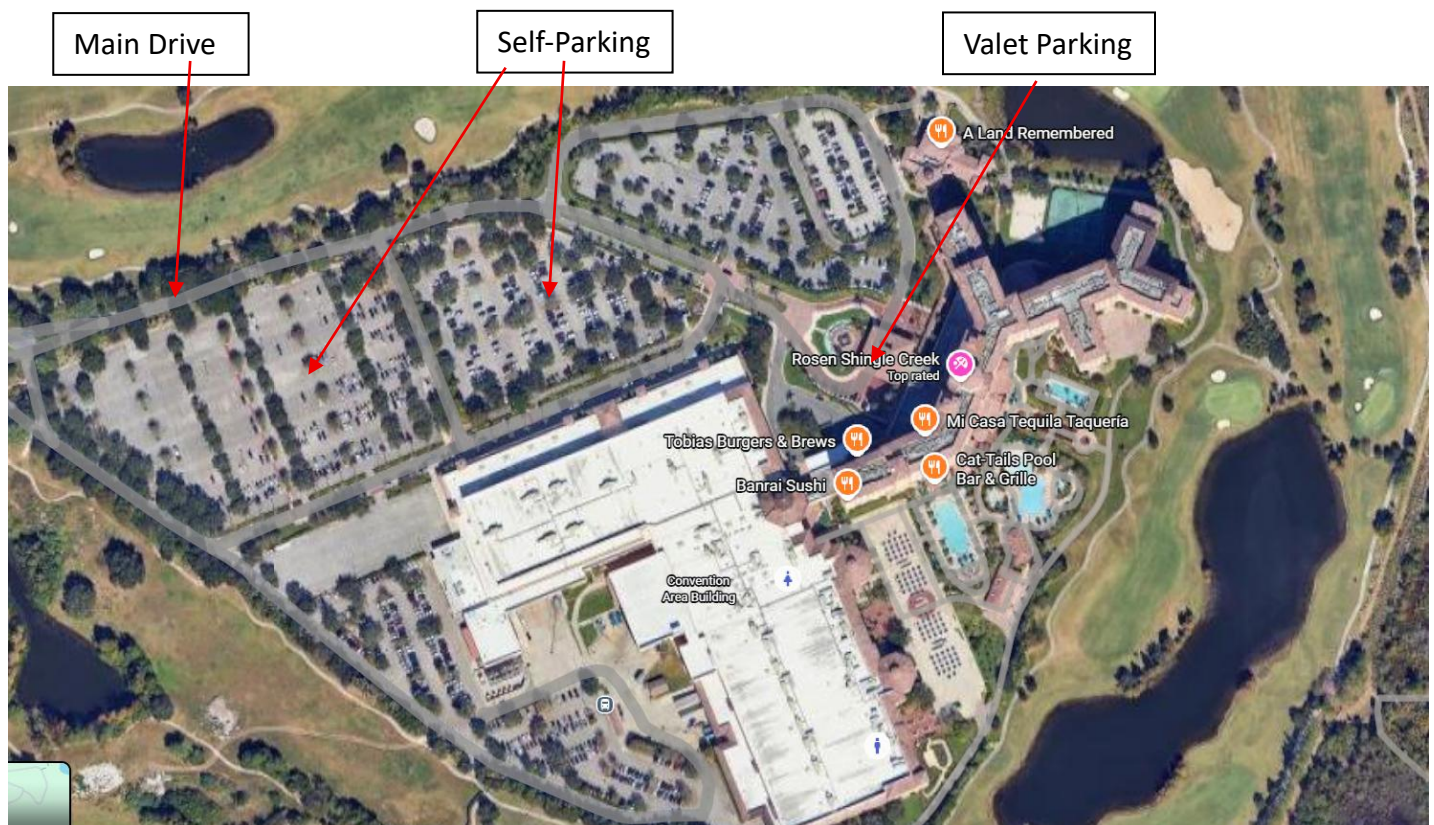 Main Drive
Self-Parking
Valet Parking
A Land Remembered
Rosen Shingle Creek
Top rated
Mi Casa Tequila Taquería
Tobias Burgers & Brews
Cat-Tails Pool
Bar & Grille
Banrai Sushi
Convention
Area Building